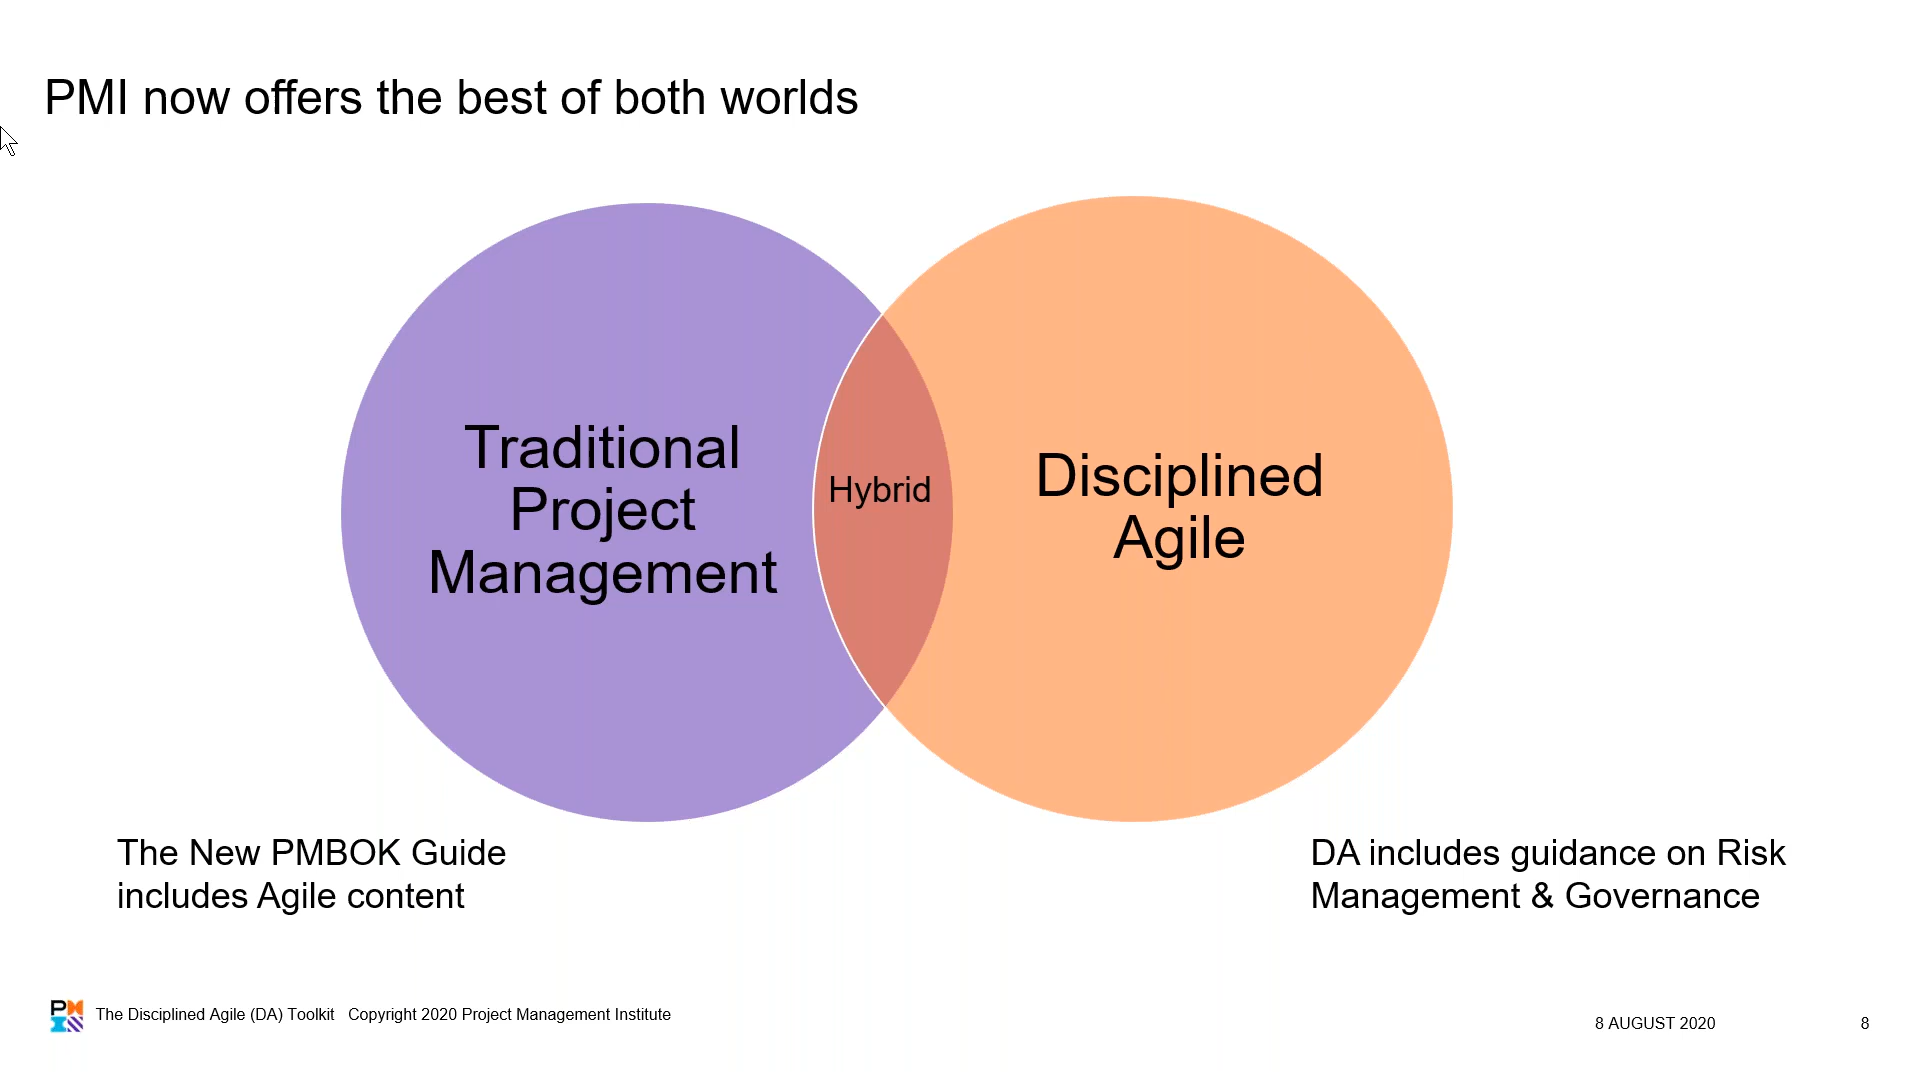 PMI now offers the best of both worlds
Traditional
Project
Management
Hybrid
Disciplined
Agile
The New PMBOK Guide
includes Agile content
DA includes guidance on Risk
Management & Governance
The Disciplined Agile (DA) Toolkit Copyright 2020 Project Management Institute
8 AUGUST 2020
8